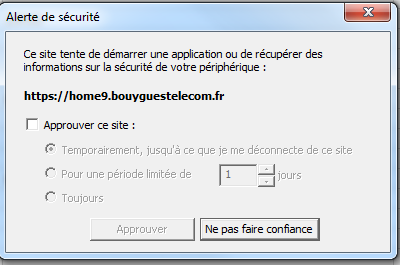 Alerte de sécurité
Ce site tente de démarrer une application ou de récupérer des
informations sur la sécurité de votre périphérique :
https://home9.bouyguestelecom.fr
Approuver ce site :
Temporairement, jusqu'à ce que je me déconnecte de ce site
Pour une période limitée de 1 jours
Toujours
Approuver Ne pas faire confiance